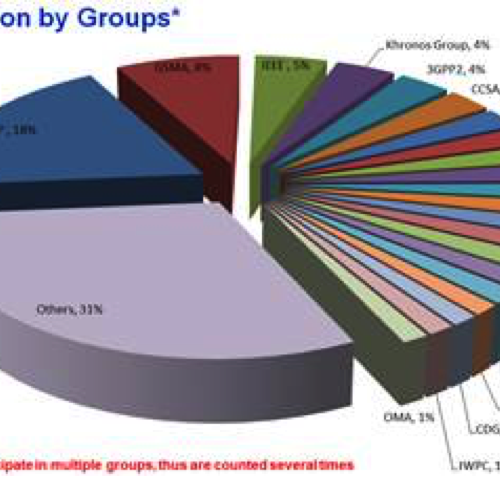 on by Groups*
Khronos Group, 4%
GSMA, 8%
IEEE , 5%
3GPP2, 4%
CCSA,
, 18%
Others, 31%
OMA, 1%
CDG
IWPC, 1
cipate in multiple groups, thus are counted several times